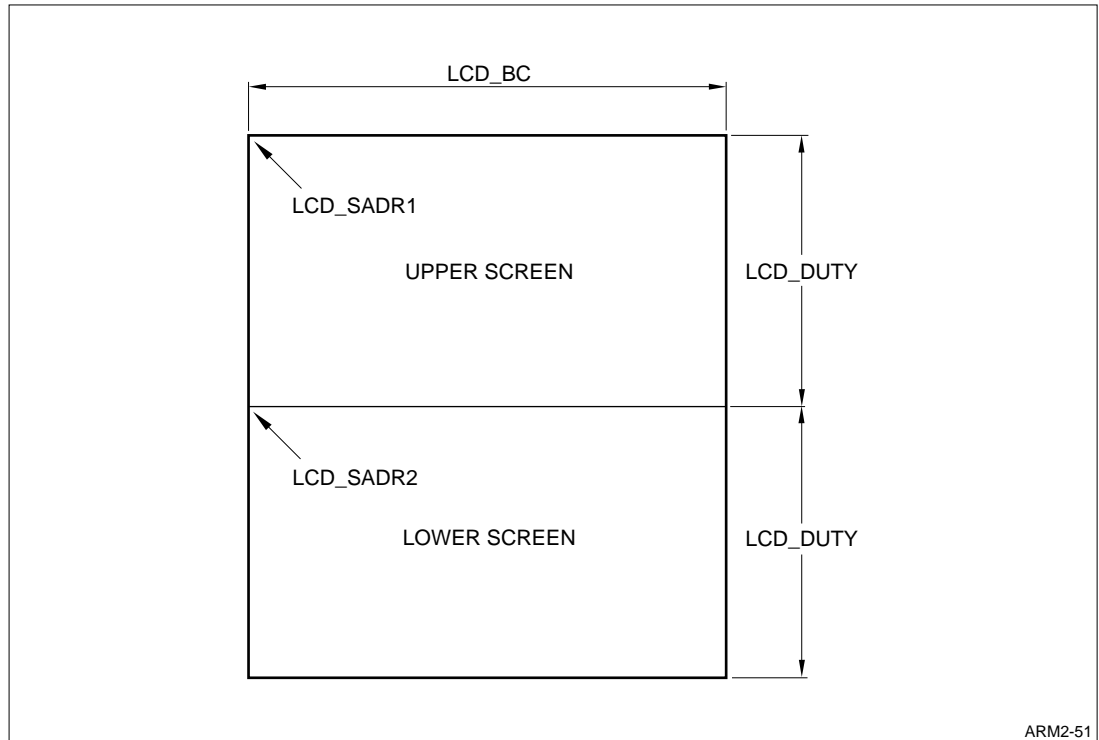 LCD_BC
LCD_SADR1
UPPER SCREEN
LCD_DUTY
LCD_SADR2
LOWER SCREEN
LCD_DUTY
ARM2-51